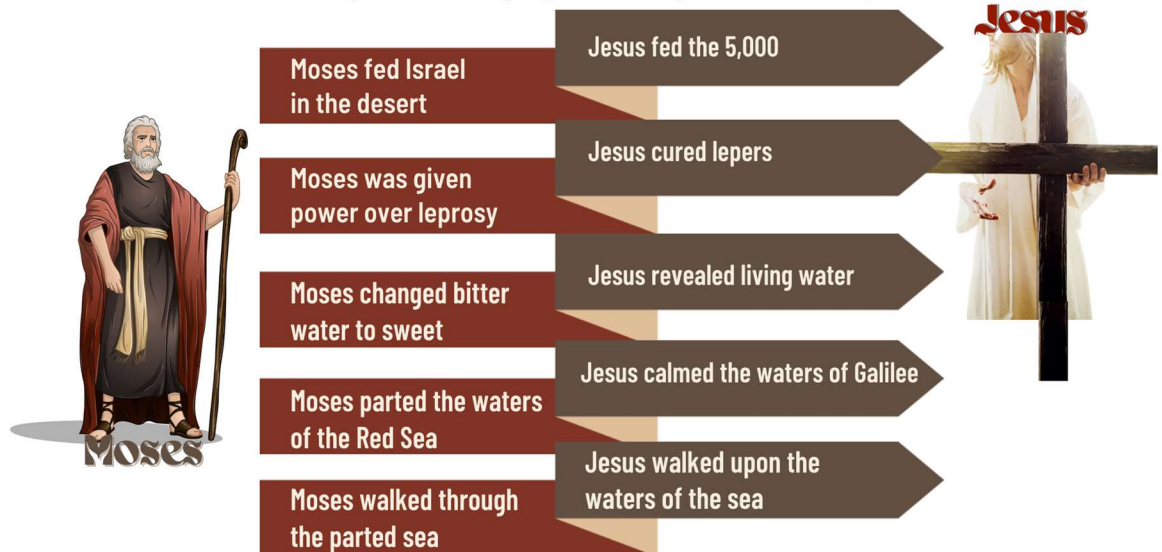 Jesus
Jesus fed the 5,000
Moses fed Israel
in the desert
Jesus cured lepers
Moses was given
power over leprosy
Jesus revealed living water
Moses changed bitter
water to sweet
Jesus calmed the waters of Galilee
Moses parted the waters
of the Red Sea
Moses
Jesus walked upon the
waters of the sea
Moses walked through
the parted sea